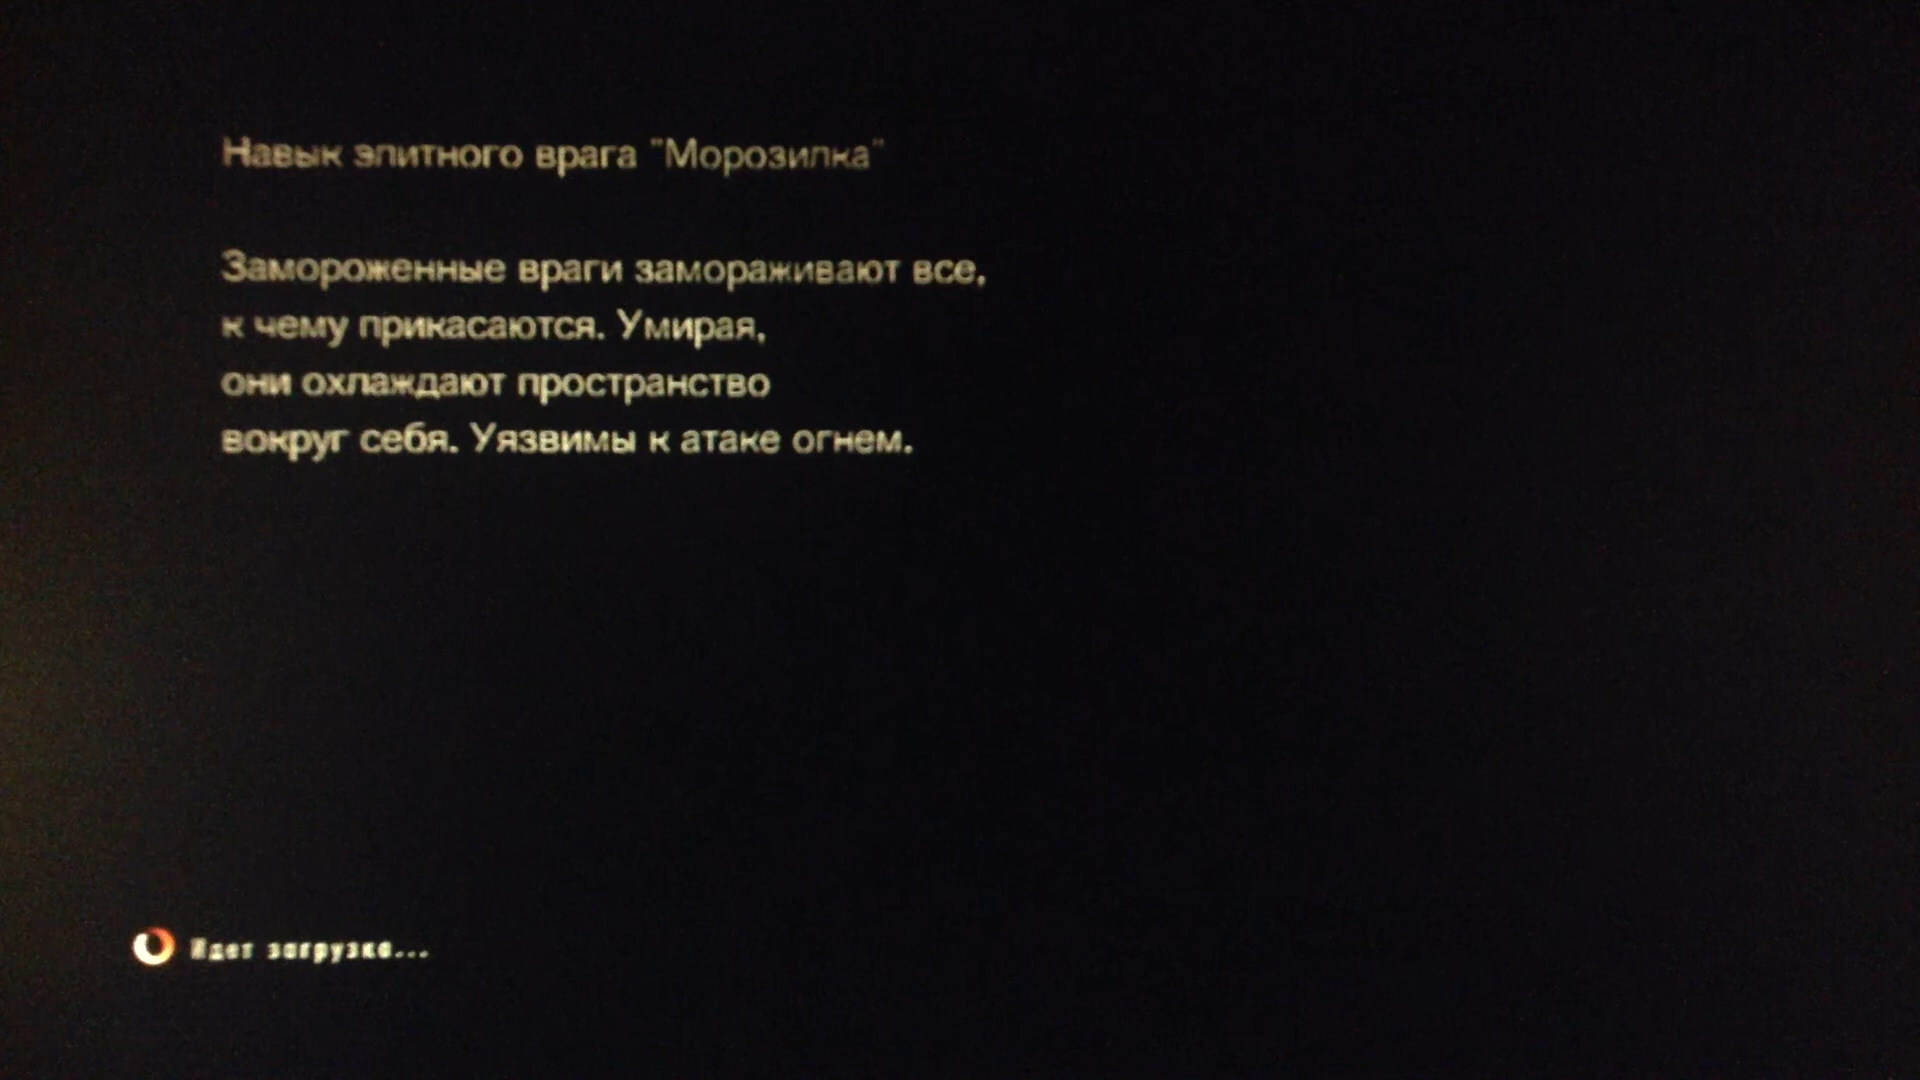 Навык элитного врага "Морозилка"
Замороженные враги замораживают все,
к чему прикасаются. Умирая,
они охлаждают пространство
вокруг себя. Уязвимы к атаке огнем.
Идет загрузка...